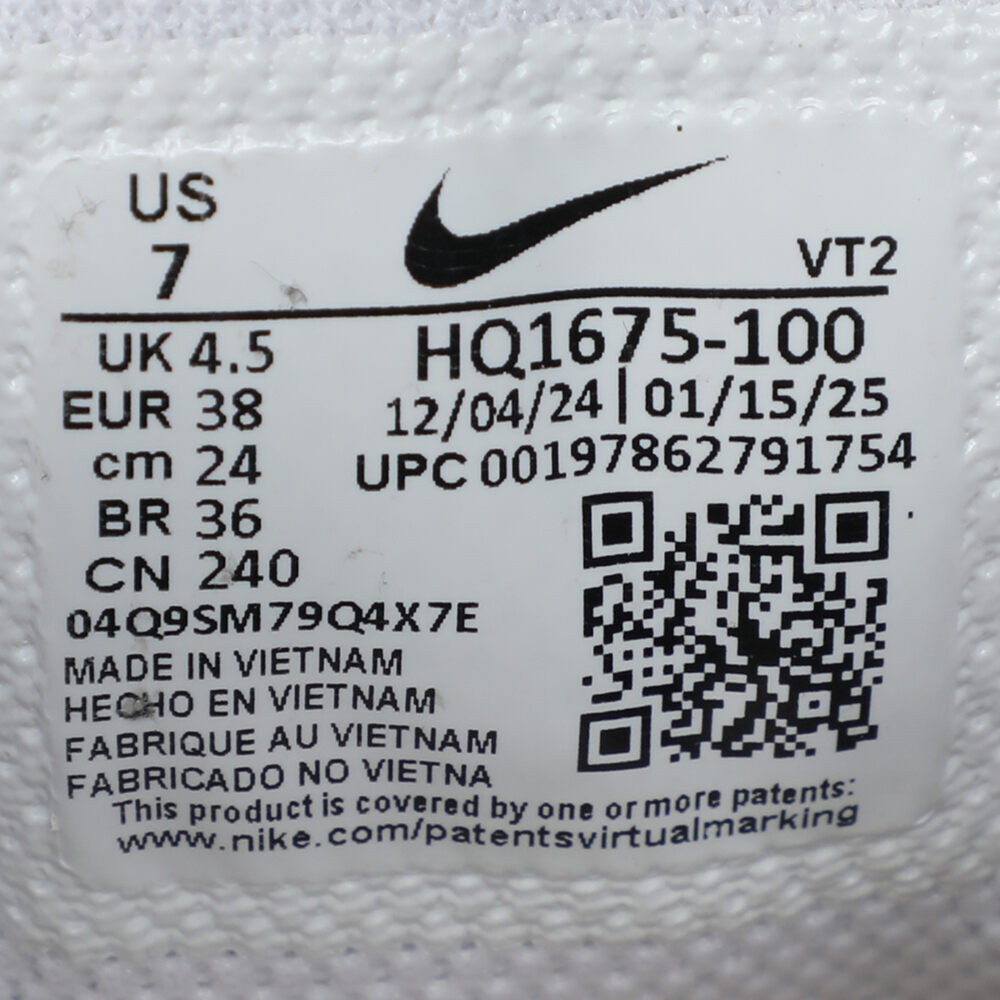 US
7
VT2
UK 4.5
EUR 38
cm 24
BR 36
CN 240
HQ1675-100
12/04/24 | 01/15/25
UPC 00197862791754
04Q9SM79Q4X7E
MADE IN VIETNAM
HECHO EN VIETNAM
FABRIQUE AU VIETNAM
FABRICADO NO VIETNA
This product is covered by one or more patents:
www.nike.com/patentsvirtualmarking